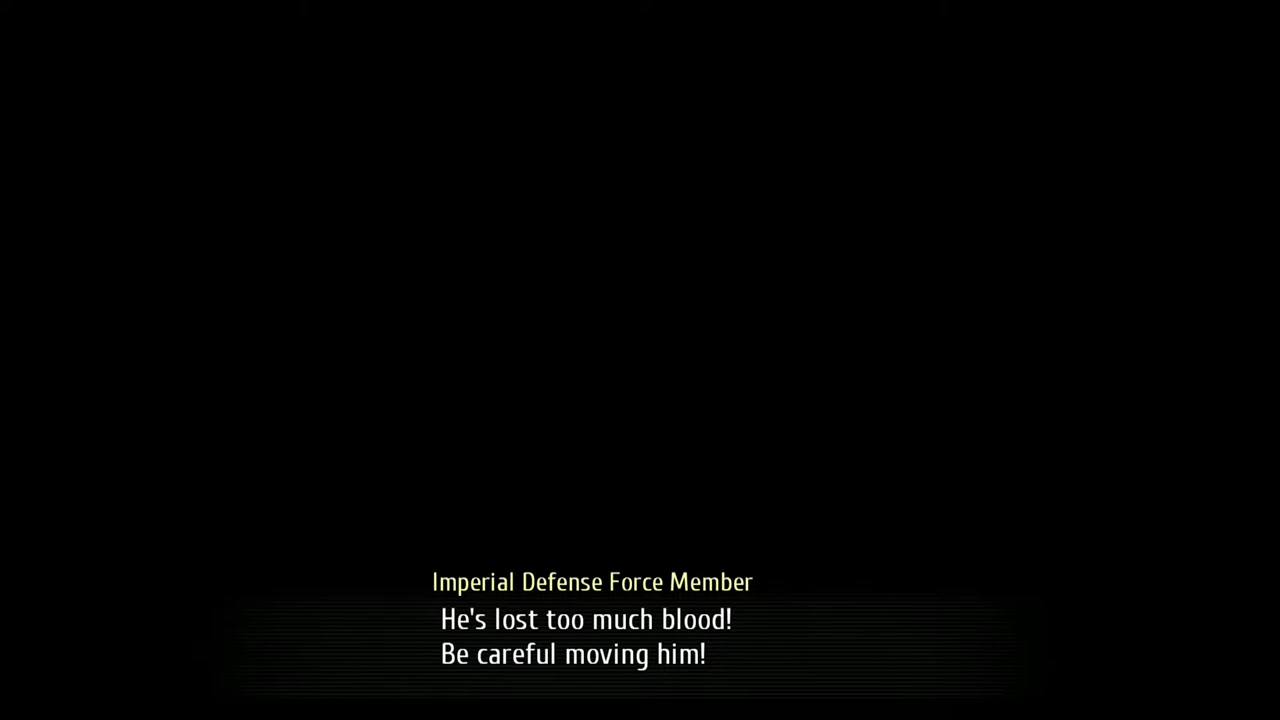 Imperial Defense Force Member
He's lost too much blood!
Be careful moving him!